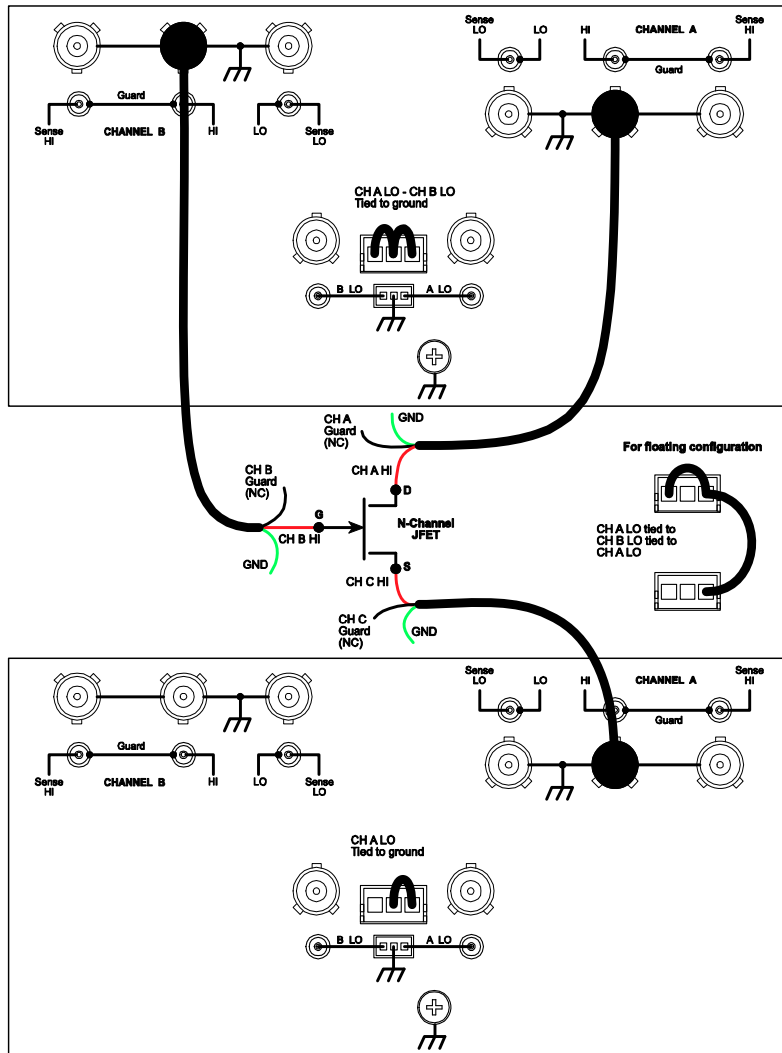 Sense
LO
LO
HI
CHANNEL A
Sense
HI
Guard
Guard
Sense
HI
CHANNEL B
HI
LO
Sense
LO
CH A LO - CH B LO
Tied to ground
B LO
A LO
CH A
Guard
(NC)
GND
CH A HI
D
CH B
Guard
(NC)
G
CH B HI
GND
N-Channel
JFET
S
CH C HI
CH C
Guard
(NC)
GND
For floating configuration
CH A LO tied to
CH B LO tied to
CH A LO
Sense
LO
LO
HI
CHANNEL A
Sense
HI
Guard
Guard
Sense
HI
CHANNEL B
HI
LO
Sense
LO
CH A LO
Tied to ground
B LO
A LO